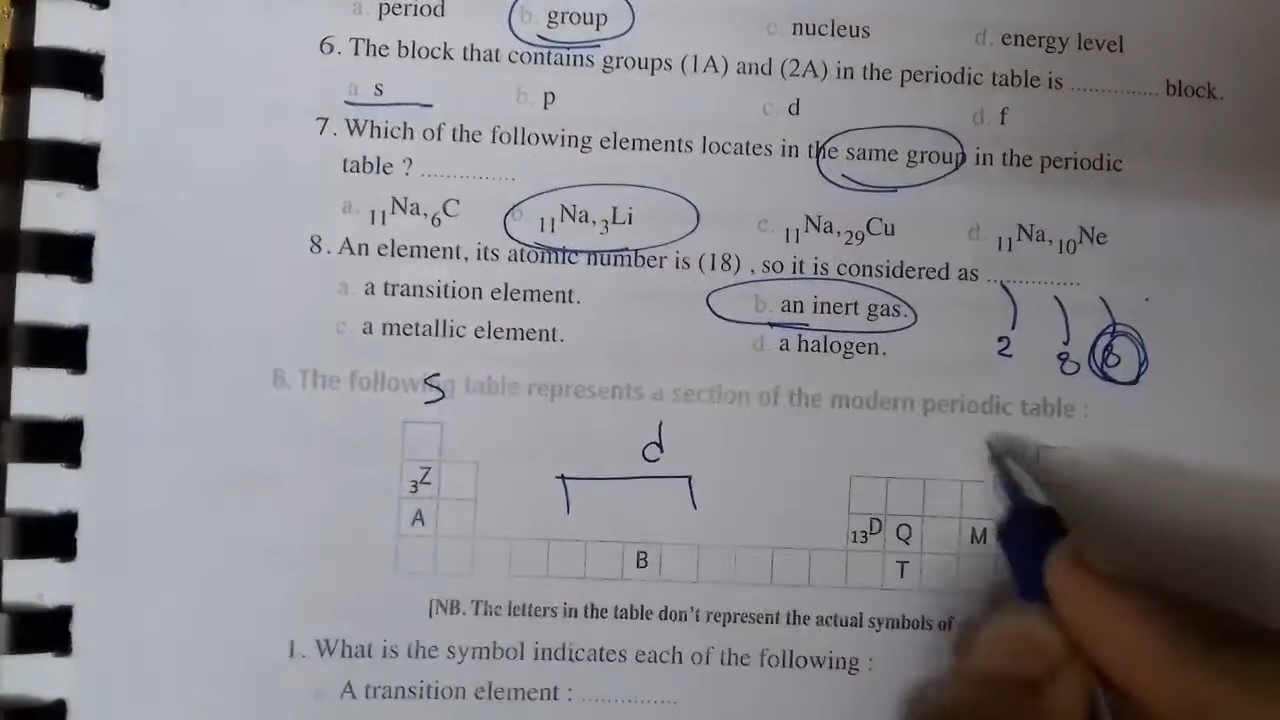 a. period b. group c. nucleus d. energy level
6. The block that contains groups (1A) and (2A) in the periodic table is ............... block.
a. s b. p c. d d. f
7. Which of the following elements locates in the same group in the periodic
table ? ...............
a. ₁₁Na,₆C b. ₁₁Na,₃Li c. ₁₁Na,₂₉Cu d. ₁₁Na,₁₀Ne
8. An element, its atomic number is (18) , so it is considered as ...............
a. a transition element. b. an inert gas.
c. a metallic element. d. a halogen.
2 8 8
B. The following table represents a section of the modern periodic table :
S d
₃Z
A ₁₃D Q M
B T
[NB. The letters in the table don't represent the actual symbols of
1. What is the symbol indicates each of the following :
A transition element : ...............